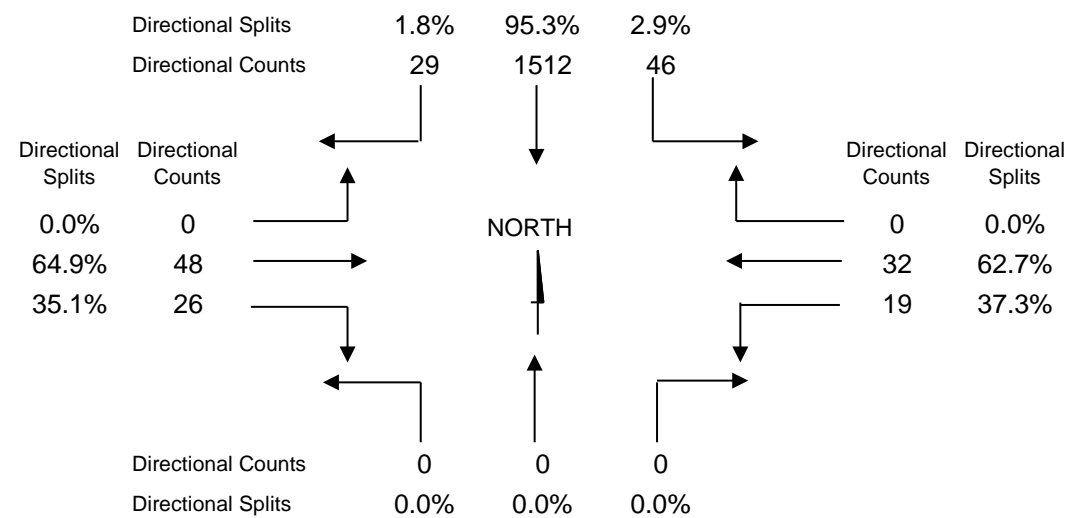 Directional Splits 1.8% 95.3% 2.9%
Directional Counts 29 1512 46
Directional Directional Directional Directional
Splits Counts Counts Splits
0.0% 0 NORTH 0 0.0%
64.9% 48 32 62.7%
35.1% 26 19 37.3%
Directional Counts 0 0 0
Directional Splits 0.0% 0.0% 0.0%